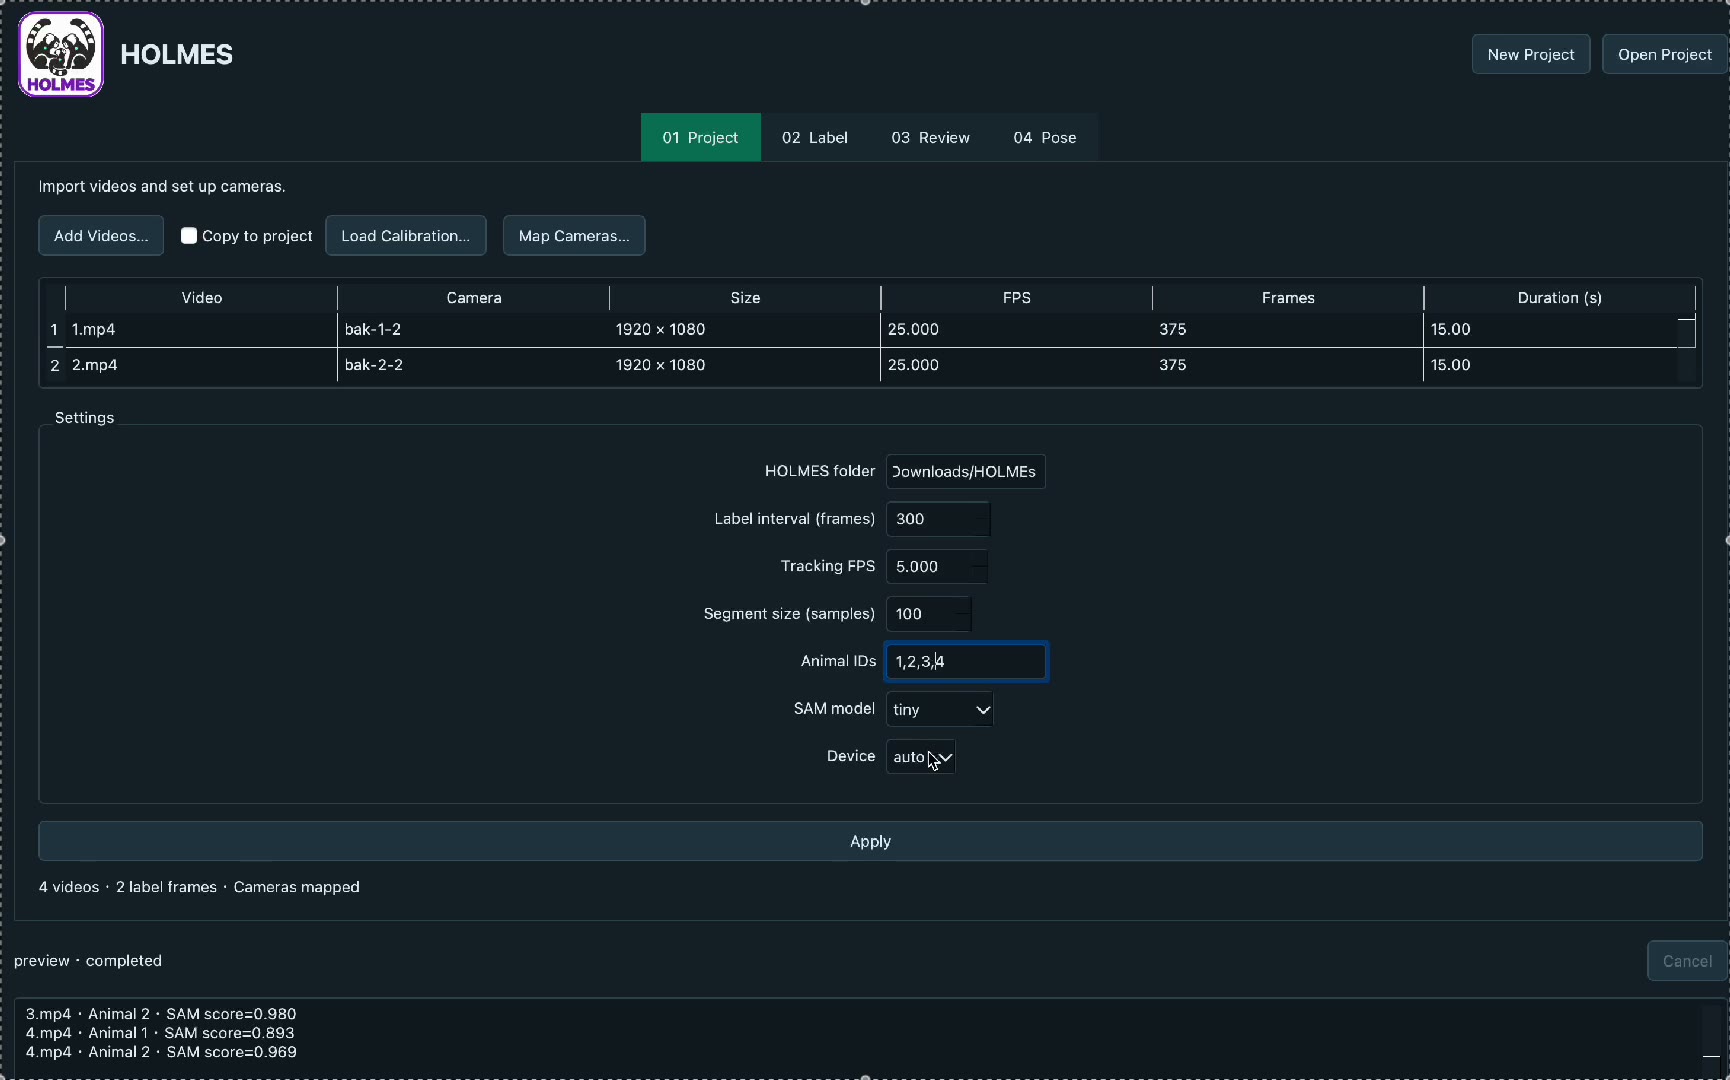 HOLMES
HOLMES
New Project
Open Project
01 Project
02 Label
03 Review
04 Pose
Import videos and set up cameras.
Add Videos...
Copy to project
Load Calibration...
Map Cameras...
Video Camera Size FPS Frames Duration (s)
1 1.mp4 bak-1-2 1920 × 1080 25.000 375 15.00
2 2.mp4 bak-2-2 1920 × 1080 25.000 375 15.00
Settings
HOLMES folder Downloads/HOLMEs
Label interval (frames) 300
Tracking FPS 5.000
Segment size (samples) 100
Animal IDs 1,2,3,4
SAM model tiny
Device auto
Apply
4 videos · 2 label frames · Cameras mapped
preview · completed
Cancel
3.mp4 · Animal 2 · SAM score=0.980
4.mp4 · Animal 1 · SAM score=0.893
4.mp4 · Animal 2 · SAM score=0.969